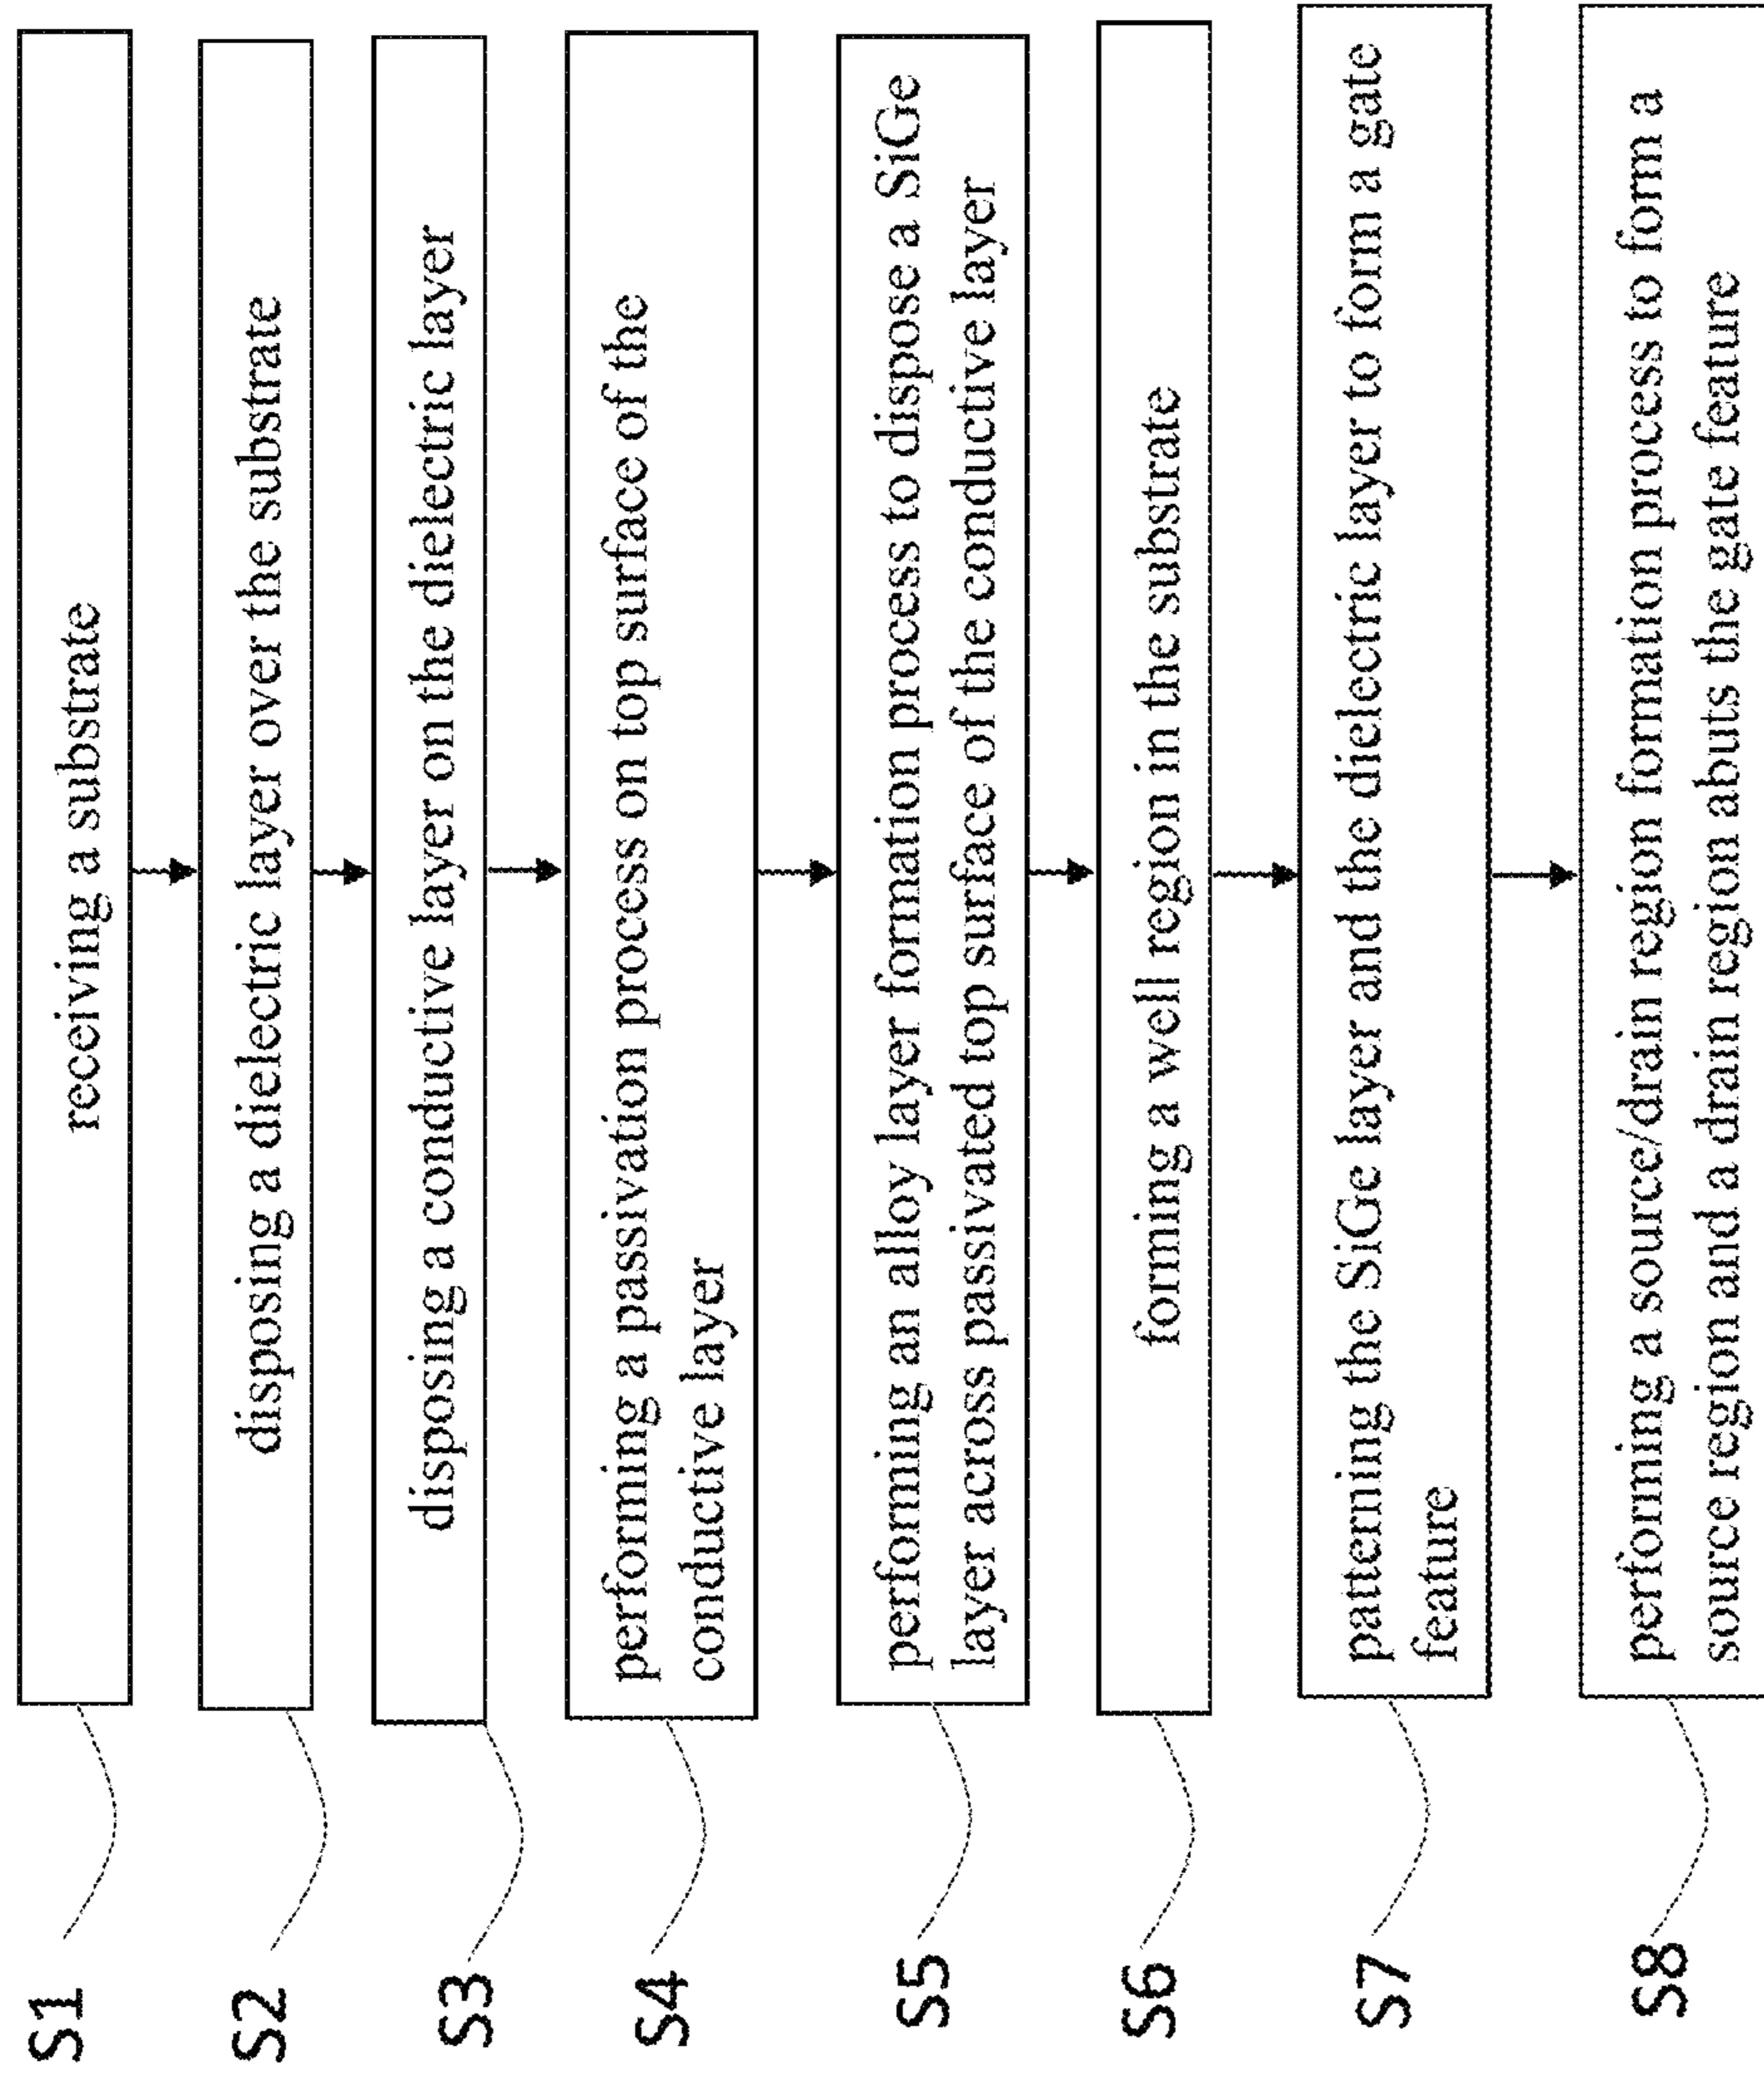 S1
receiving a substrate
S2
disposing a dielectric layer over the substrate
S3
disposing a conductive layer on the dielectric layer
S4
performing a passivation process on top surface of the
conductive layer
S5
performing an alloy layer formation process to dispose a SiGe
layer across passivated top surface of the conductive layer
S6
forming a well region in the substrate
S7
patterning the SiGe layer and the dielectric layer to form a gate
feature
S8
performing a source/drain region formation process to form a
source region and a drain region abuts the gate feature